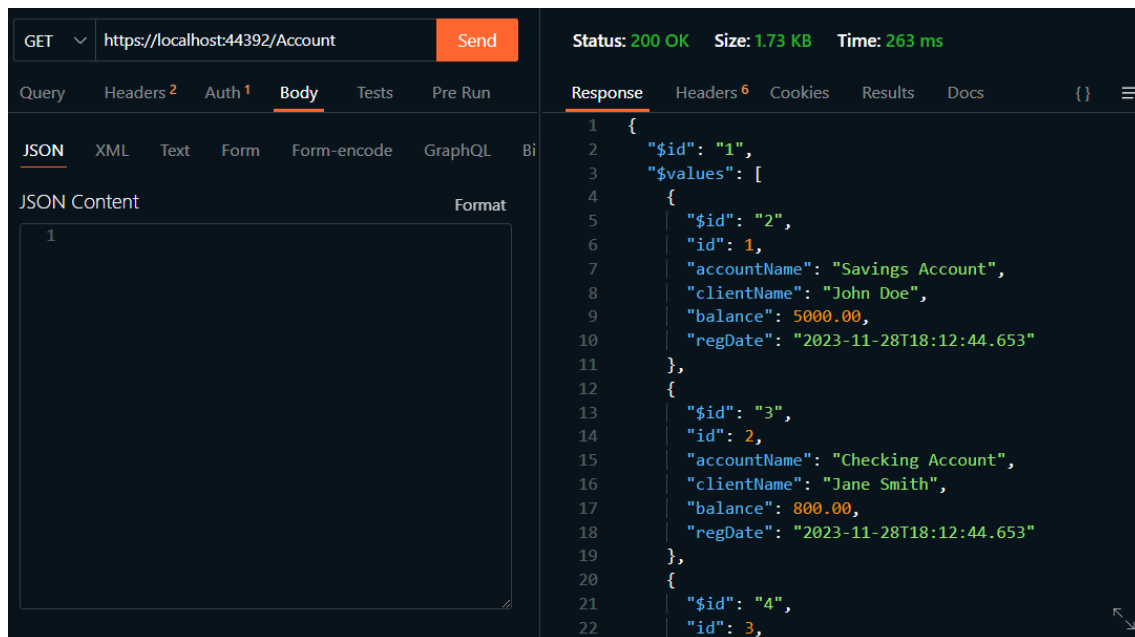 GET https://localhost:44392/Account Send
Query Headers 2 Auth 1 Body Tests Pre Run
JSON XML Text Form Form-encode GraphQL Bi
JSON Content Format
1
Status: 200 OK Size: 1.73 KB Time: 263 ms
Response Headers 6 Cookies Results Docs {} ≡
1 {
2 "$id": "1",
3 "$values": [
4 {
5 "$id": "2",
6 "id": 1,
7 "accountName": "Savings Account",
8 "clientName": "John Doe",
9 "balance": 5000.00,
10 "regDate": "2023-11-28T18:12:44.653"
11 },
12 {
13 "$id": "3",
14 "id": 2,
15 "accountName": "Checking Account",
16 "clientName": "Jane Smith",
17 "balance": 800.00,
18 "regDate": "2023-11-28T18:12:44.653"
19 },
20 {
21 "$id": "4",
22 "id": 3,